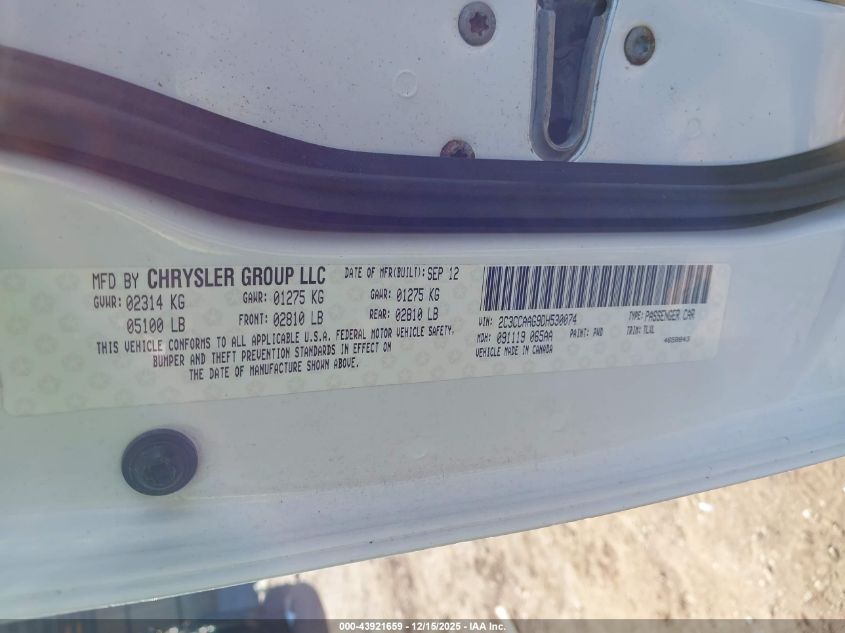 MFD BY CHRYSLER GROUP LLC DATE OF MFR(BUILT): SEP 12
GVWR: 02314 KG GAWR: 01275 KG GAWR: 01275 KG
05100 LB FRONT: 02810 LB REAR: 02810 LB
THIS VEHICLE CONFORMS TO ALL APPLICABLE U.S.A. FEDERAL MOTOR VEHICLE SAFETY,
BUMPER AND THEFT PREVENTION STANDARDS IN EFFECT ON
THE DATE OF MANUFACTURE SHOWN ABOVE.
VIN: 2C3CCAAG9DH530074 TYPE: PASSENGER CAR
MDH: 091119 065AA PAINT: PWD TRIM: TLXL
VEHICLE MADE IN CANADA 4650843
000-43921659 - 12/15/2025 - IAA Inc.